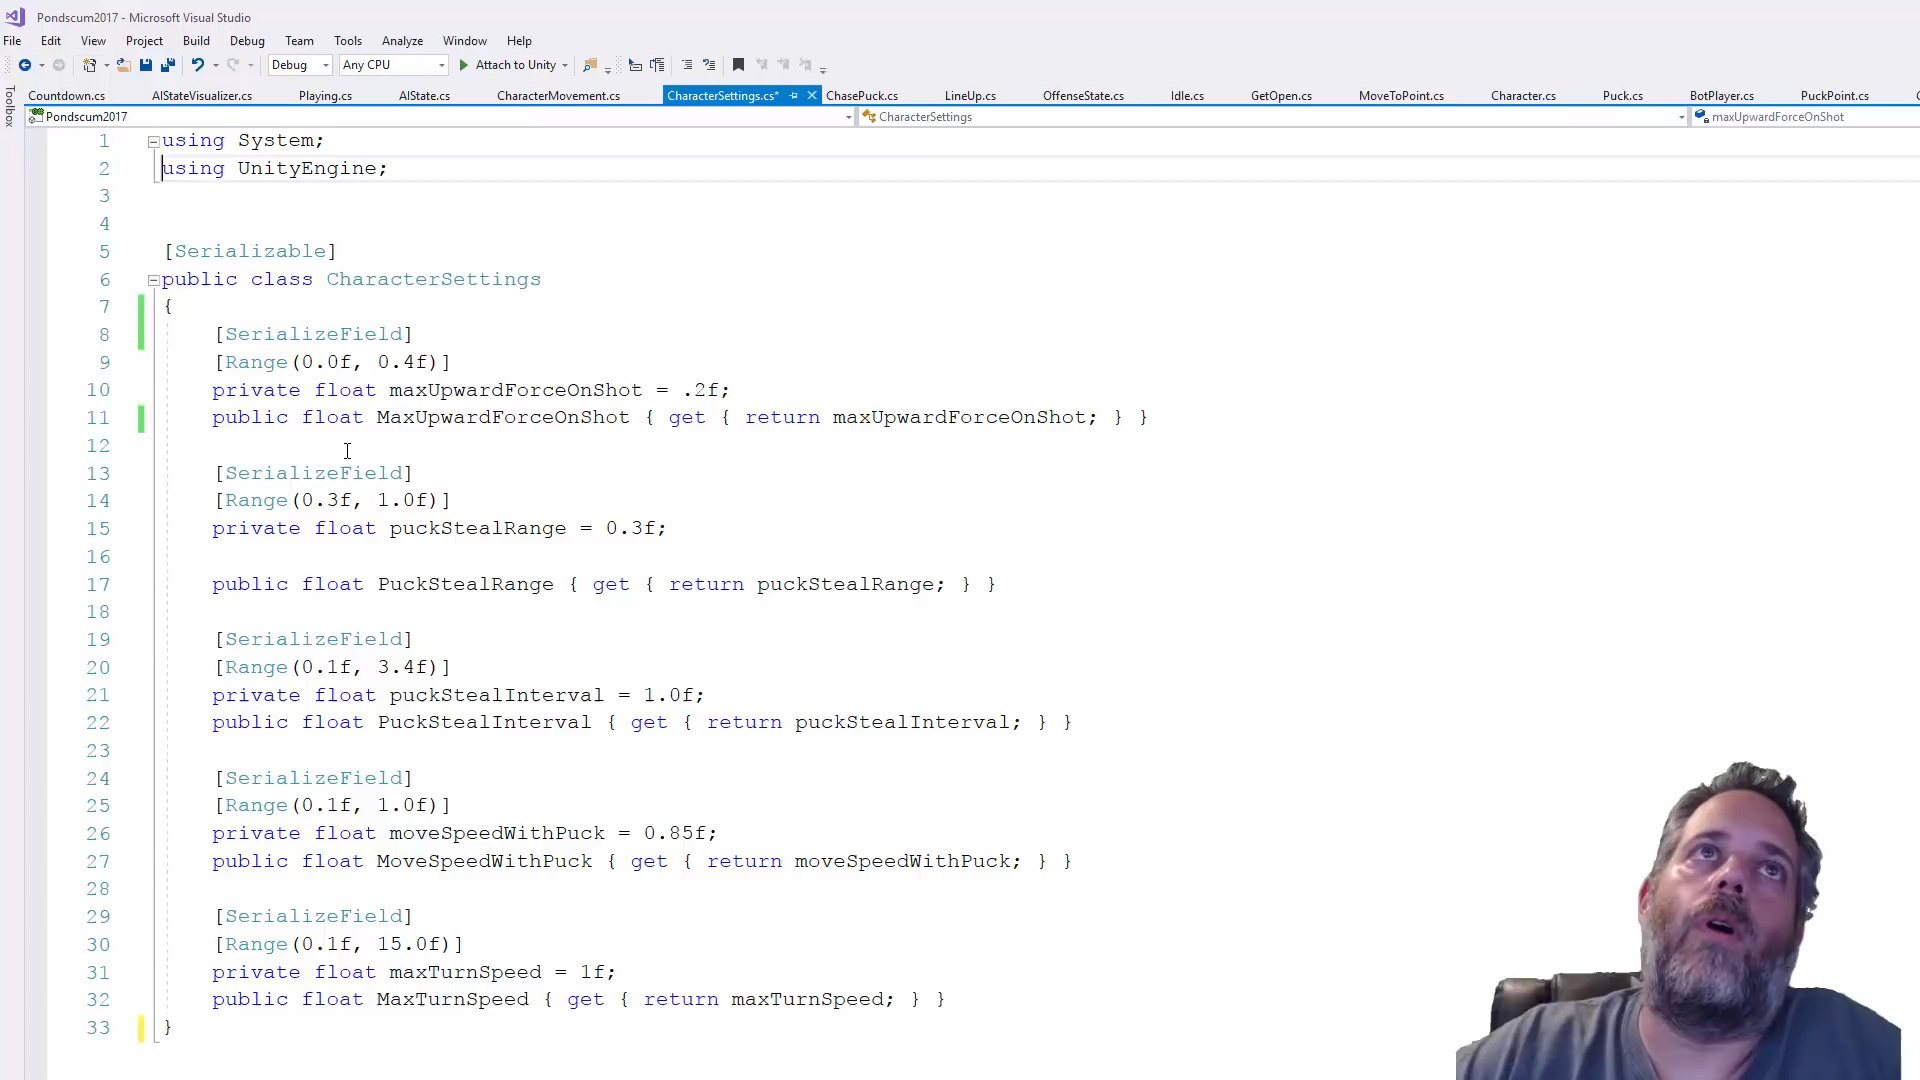 Pondscum2017 - Microsoft Visual Studio
File Edit View Project Build Debug Team Tools Analyze Window Help
Debug Any CPU Attach to Unity
Toolbox
Countdown.cs AIStateVisualizer.cs Playing.cs AIState.cs CharacterMovement.cs CharacterSettings.cs* ChasePuck.cs LineUp.cs OffenseState.cs Idle.cs GetOpen.cs MoveToPoint.cs Character.cs Puck.cs BotPlayer.cs PuckPoint.cs
Pondscum2017 CharacterSettings maxUpwardForceOnShot
1 using System;
2 using UnityEngine;
3
4
5 [Serializable]
6 public class CharacterSettings
7 {
8 [SerializeField]
9 [Range(0.0f, 0.4f)]
10 private float maxUpwardForceOnShot = .2f;
11 public float MaxUpwardForceOnShot { get { return maxUpwardForceOnShot; } }
12
13 [SerializeField]
14 [Range(0.3f, 1.0f)]
15 private float puckStealRange = 0.3f;
16
17 public float PuckStealRange { get { return puckStealRange; } }
18
19 [SerializeField]
20 [Range(0.1f, 3.4f)]
21 private float puckStealInterval = 1.0f;
22 public float PuckStealInterval { get { return puckStealInterval; } }
23
24 [SerializeField]
25 [Range(0.1f, 1.0f)]
26 private float moveSpeedWithPuck = 0.85f;
27 public float MoveSpeedWithPuck { get { return moveSpeedWithPuck; } }
28
29 [SerializeField]
30 [Range(0.1f, 15.0f)]
31 private float maxTurnSpeed = 1f;
32 public float MaxTurnSpeed { get { return maxTurnSpeed; } }
33 }